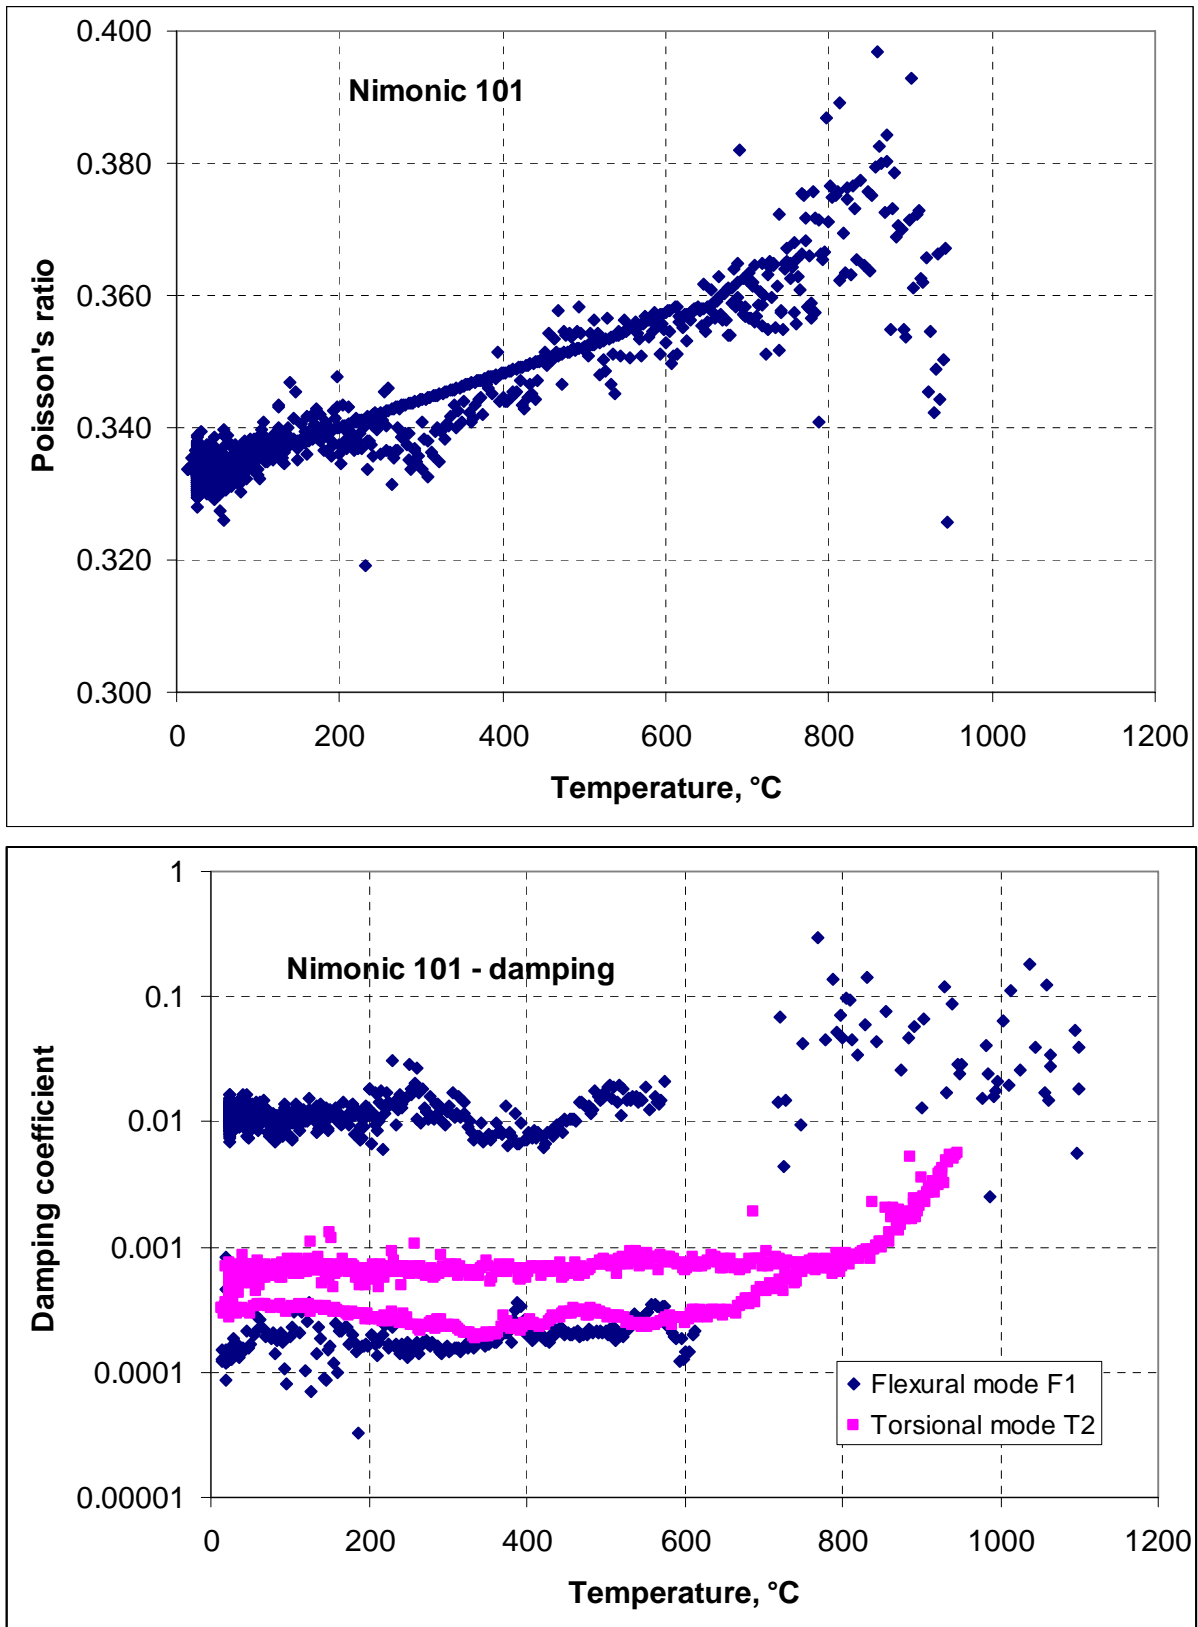 0.400
Nimonic 101
0.380
0.360
0.340
0.320
0.300
Poisson's ratio
0 200 400 600 800 1000 1200
Temperature, °C
1
Nimonic 101 - damping
0.1
0.01
0.001
0.0001
0.00001
Damping coefficient
Flexural mode F1
Torsional mode T2
0 200 400 600 800 1000 1200
Temperature, °C